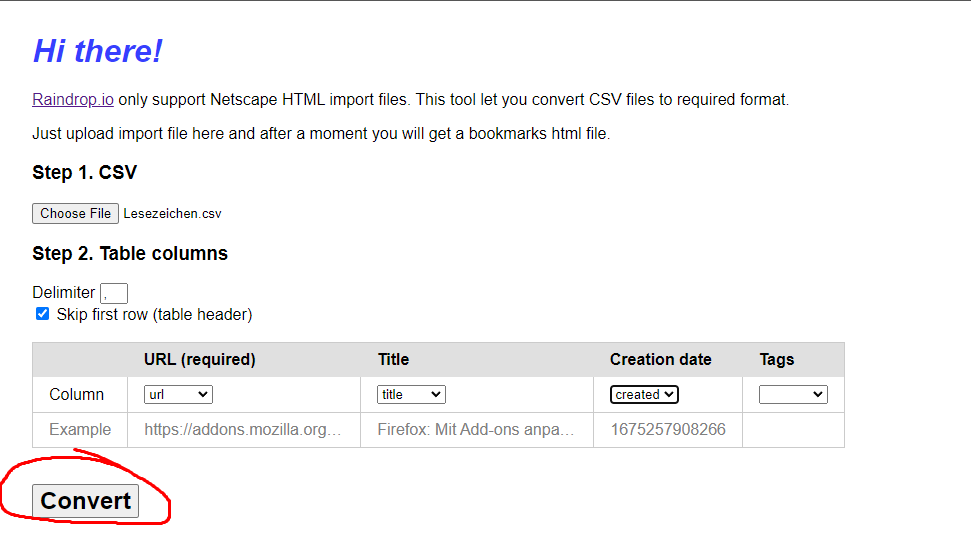 Hi there!
Raindrop.io only support Netscape HTML import files. This tool let you convert CSV files to required format.
Just upload import file here and after a moment you will get a bookmarks html file.
Step 1. CSV
Choose File Lesezeichen.csv
Step 2. Table columns
Delimiter ,
Skip first row (table header)
URL (required) Title Creation date Tags
Column url title created
Example https://addons.mozilla.org... Firefox: Mit Add-ons anpa... 1675257908266
Convert